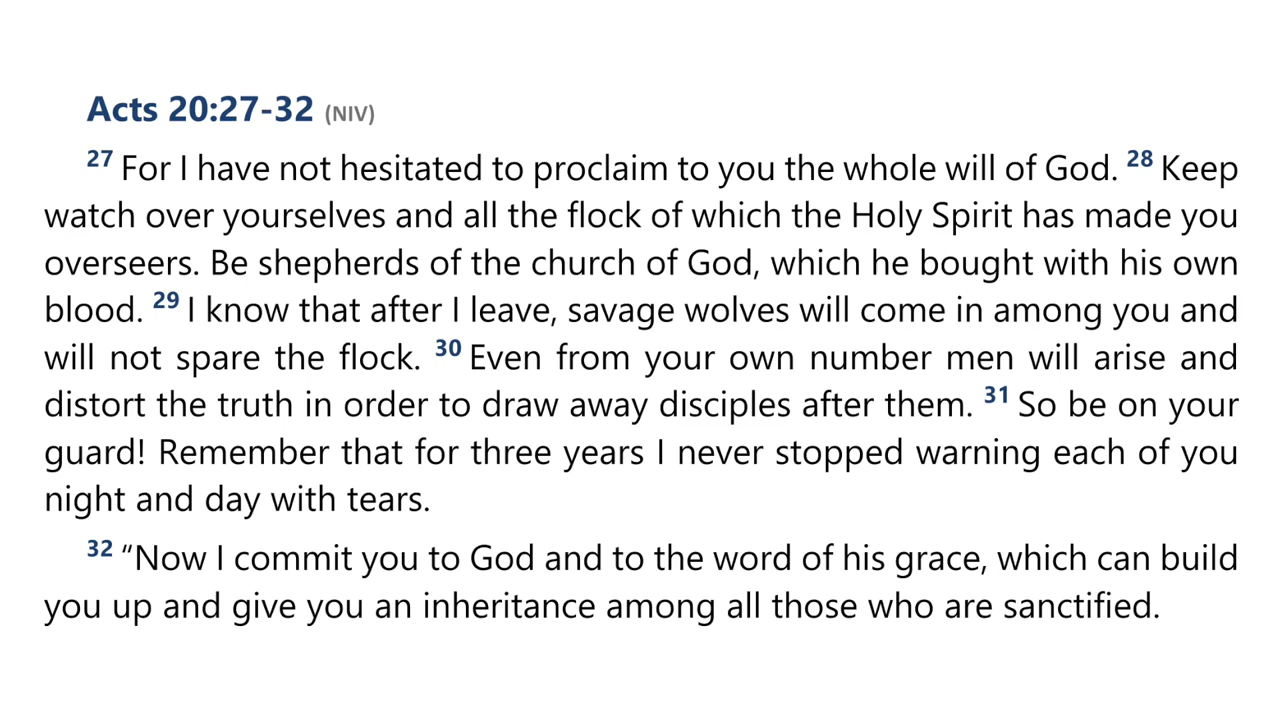 Acts 20:27-32 (NIV)
27 For I have not hesitated to proclaim to you the whole will of God. 28 Keep
watch over yourselves and all the flock of which the Holy Spirit has made you
overseers. Be shepherds of the church of God, which he bought with his own
blood. 29 I know that after I leave, savage wolves will come in among you and
will not spare the flock. 30 Even from your own number men will arise and
distort the truth in order to draw away disciples after them. 31 So be on your
guard! Remember that for three years I never stopped warning each of you
night and day with tears.
32 “Now I commit you to God and to the word of his grace, which can build
you up and give you an inheritance among all those who are sanctified.